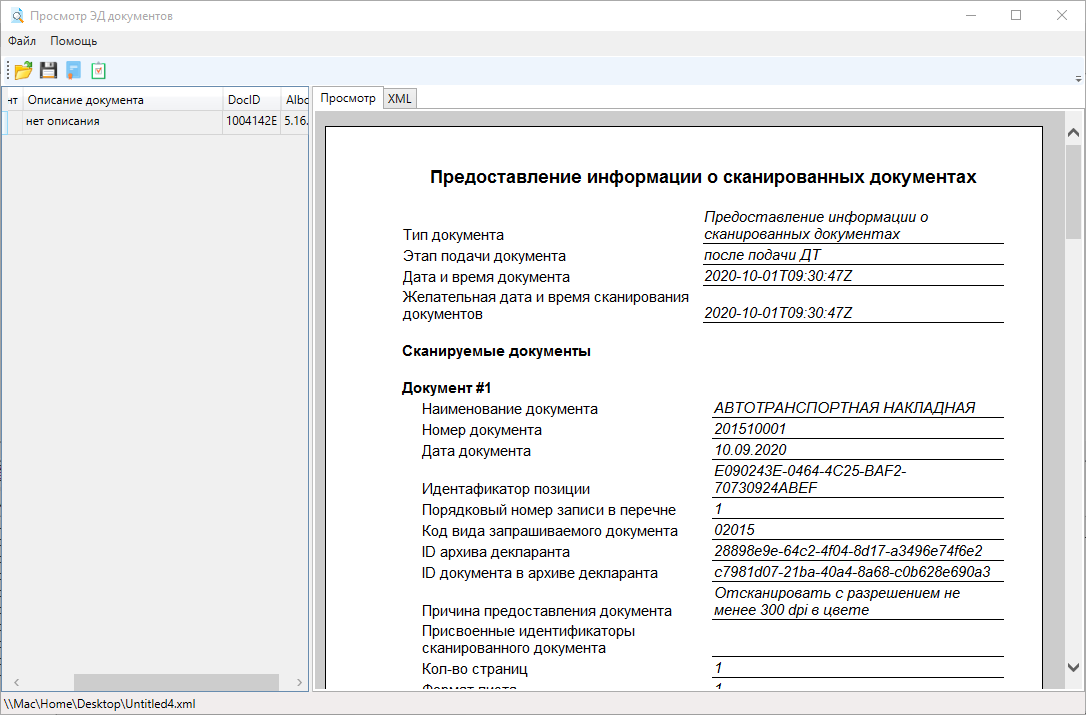 Просмотр ЭД документов
Файл Помощь
нт Описание документа DocID Albo
нет описания 1004142E 5.16.
Просмотр XML
Предоставление информации о сканированных документах
Тип документа Предоставление информации о
сканированных документах
Этап подачи документа после подачи ДТ
Дата и время документа 2020-10-01T09:30:47Z
Желательная дата и время сканирования
документов 2020-10-01T09:30:47Z
Сканируемые документы
Документ #1
Наименование документа АВТОТРАНСПОРТНАЯ НАКЛАДНАЯ
Номер документа 201510001
Дата документа 10.09.2020
Идентафикатор позиции E090243E-0464-4C25-BAF2-
70730924ABEF
Порядковый номер записи в перечне 1
Код вида запрашиваемого документа 02015
ID архива декларанта 28898e9e-64c2-4f04-8d17-a3496e74f6e2
ID документа в архиве декларанта c7981d07-21ba-40a4-8a68-c0b628e690a3
Причина предоставления документа Отсканировать с разрешением не
менее 300 dpi в цвете
Присвоенные идентификаторы
сканированного документа
Кол-во страниц 1
Формат листа 1
\\Mac\Home\Desktop\Untitled4.xml